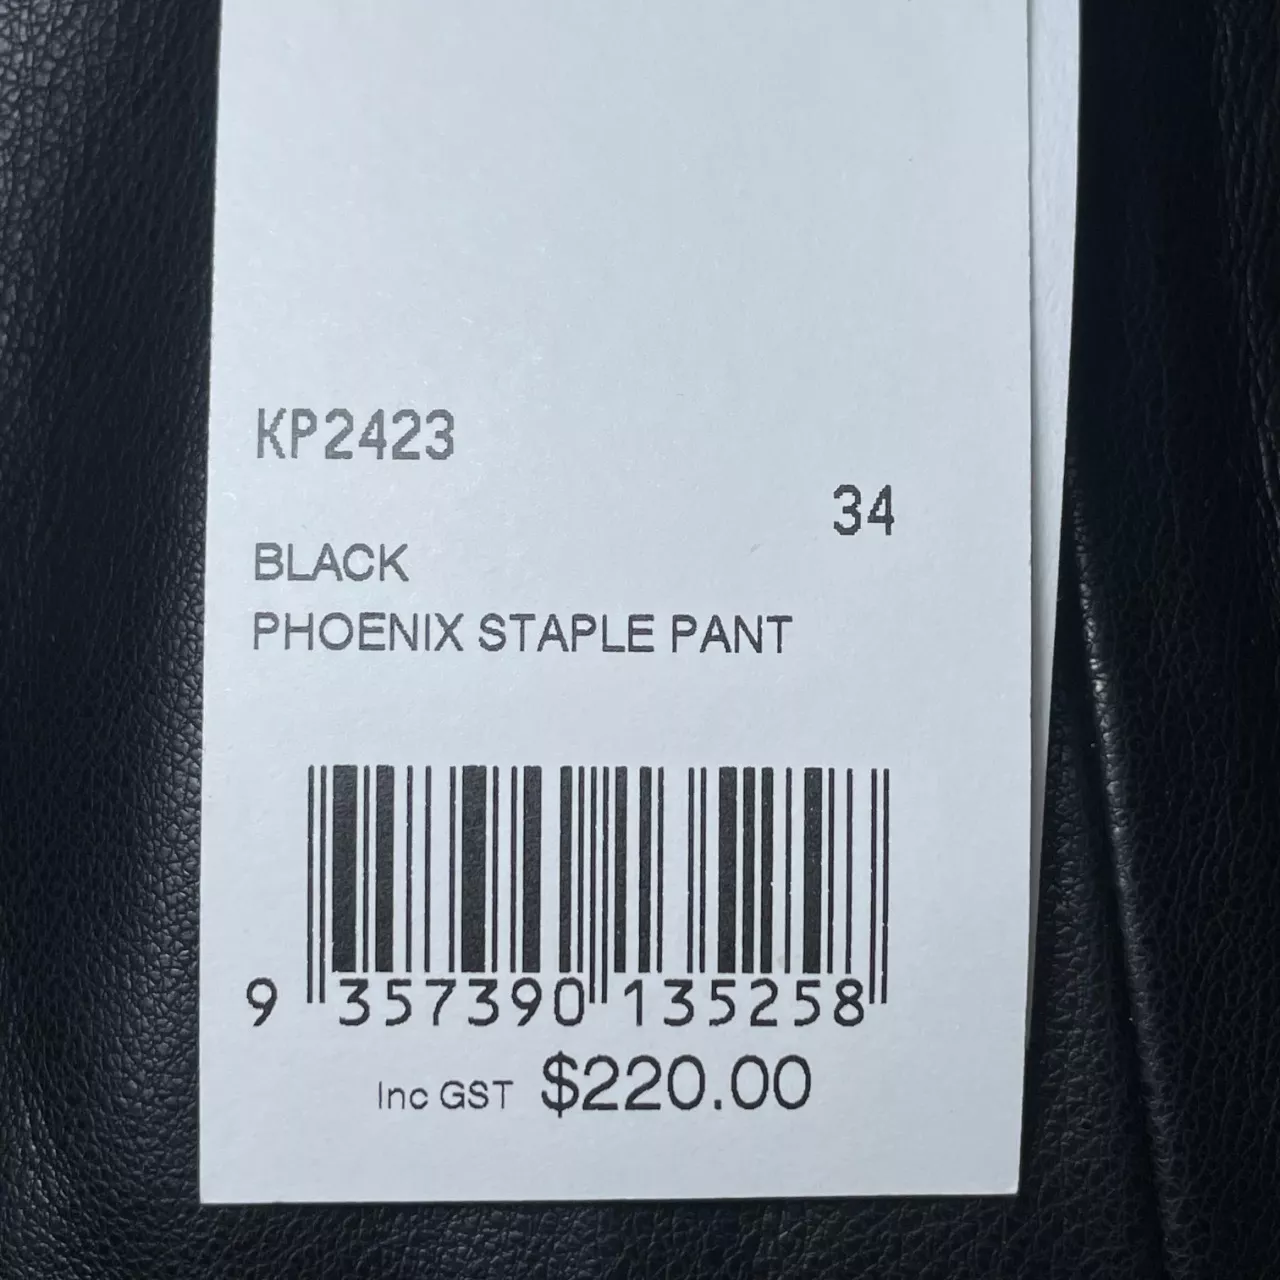 KP2423
34
BLACK
PHOENIX STAPLE PANT
9 357390 135258
Inc GST $220.00